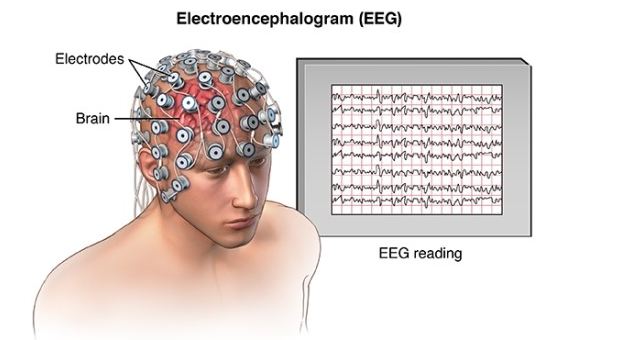 Electroencephalogram (EEG)
Electrodes
Brain
EEG reading